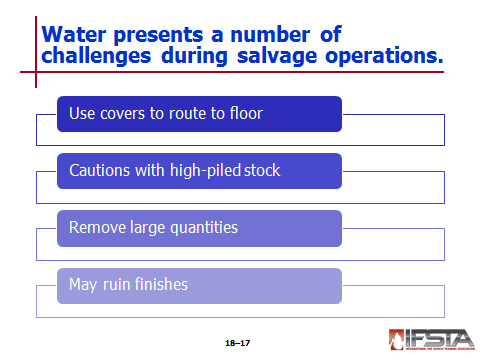 Water presents a number of
challenges during salvage operations.
Use covers to route to floor
Cautions with high-piled stock
Remove large quantities
May ruin finishes
18–17
IFSTA
INTERNATIONAL FIRE SERVICE TRAINING ASSOCIATION